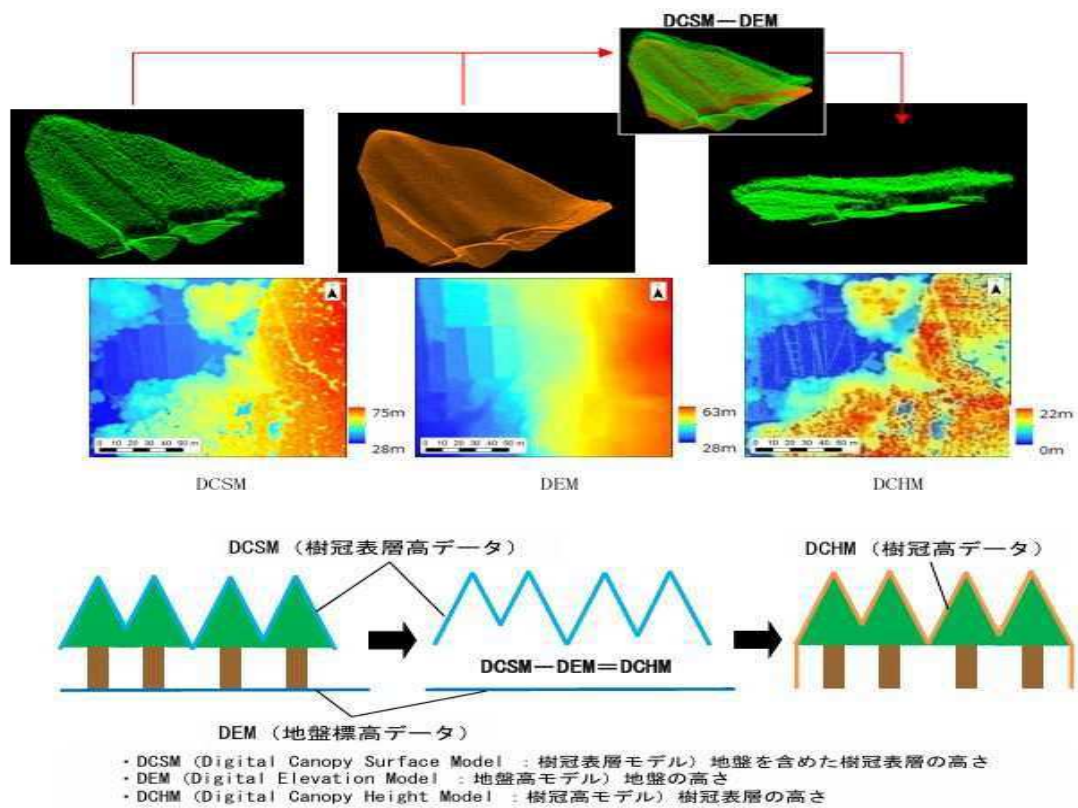 DCSM－DEM
75m
28m
0 10 20 30 40 50 m
63m
28m
0 10 20 30 40 50 m
22m
0m
0 10 20 30 40 50 m
DCSM
DEM
DCHM
DCSM（樹冠表層高データ）
DCHM（樹冠高データ）
DCSM－DEM＝DCHM
DEM（地盤標高データ）
・DCSM（Digital Canopy Surface Model ：樹冠表層モデル）地盤を含めた樹冠表層の高さ
・DEM（Digital Elevation Model ：地盤高モデル）地盤の高さ
・DCHM（Digital Canopy Height Model ：樹冠高モデル）樹冠表層の高さ